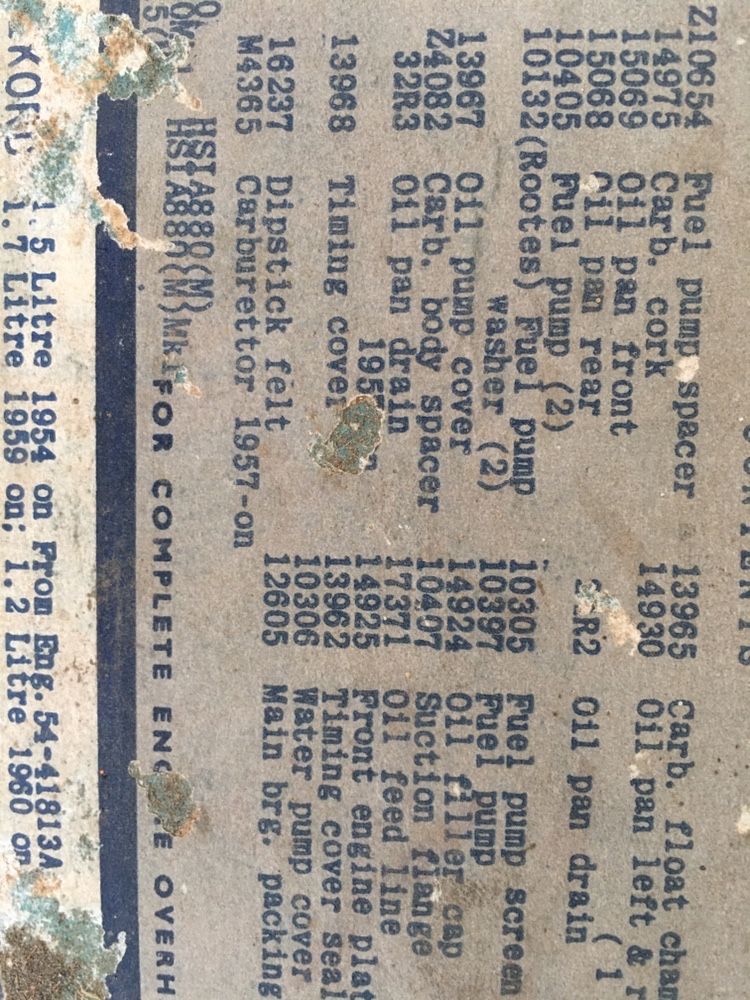 Z10654 Fuel pump spacer
14975 Carb. cork
15069 Oil pan front
15068 Oil pan rear
10405 Fuel pump (2)
10132 (Rootes) Fuel pump
washer (2)
13967 Oil pump cover
Z4082 Carb. body spacer
32R3 Oil pan drain
13968 Timing cover
16237 Dipstick felt
M4365 Carburettor 1957-on
13965 Carb. float cham
14930 Oil pan left & r
( 1
R2 Oil pan drain
10305 Fuel pump screen
10397 Fuel pump
14924 Oil filler cap
10407 Suction flange
17371 Oil feed line
14925 Front engine plat
13962 Timing cover seal
10306 Water pump cover
12605 Main brg. packing
HSIA880(M)
HSIA880(M)Mk
FOR COMPLETE ENGINE OVERH
1.5 Litre 1954 on From Eng.54-41813A
1.7 Litre 1959 on; 1.2 Litre 1960 on